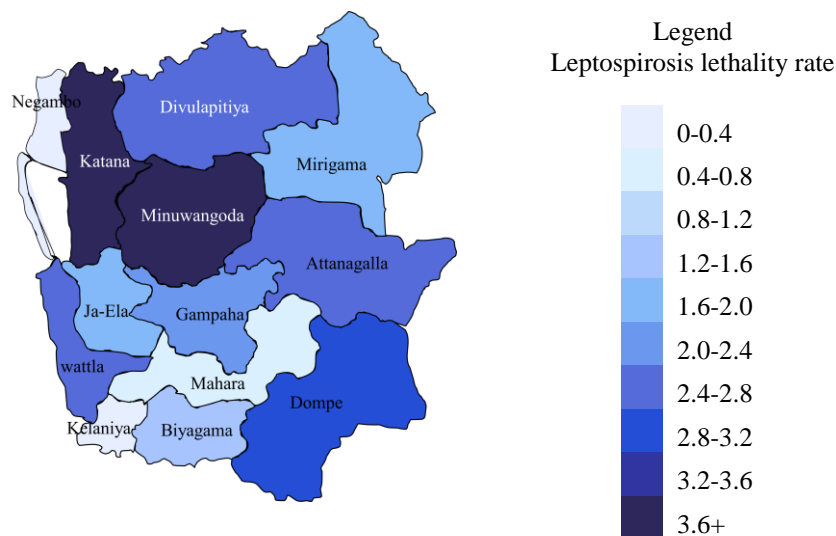 Legend
Leptospirosis lethality rate
Negambo
Divulapitiya
Katana
Mirigama
Minuwangoda
Attanagalla
Ja-Ela
Gampaha
wattla
Mahara
Dompe
Kelaniya
Biyagama
0-0.4
0.4-0.8
0.8-1.2
1.2-1.6
1.6-2.0
2.0-2.4
2.4-2.8
2.8-3.2
3.2-3.6
3.6+